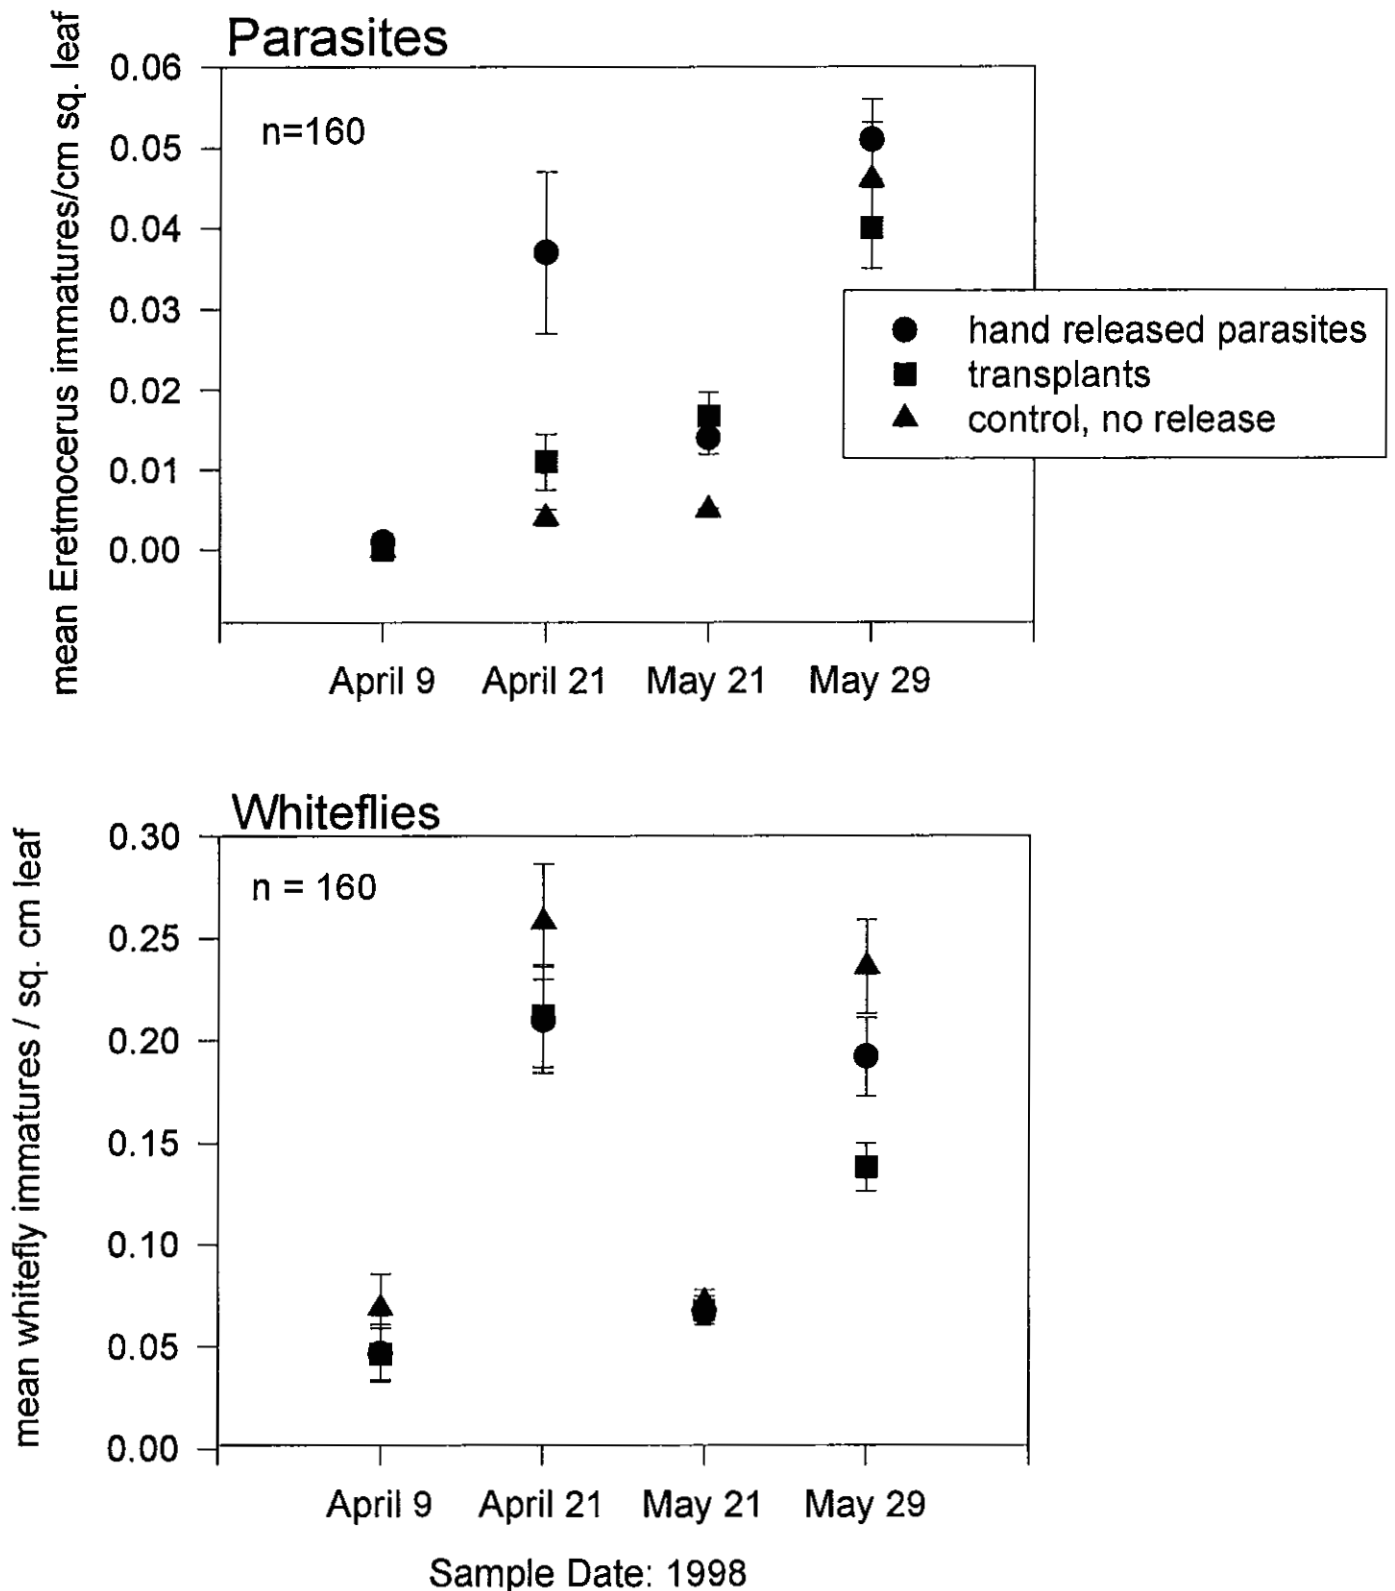 Parasites
mean Eretmocerus immatures/cm sq. leaf
0.06
0.05
0.04
0.03
0.02
0.01
0.00
n=160
hand released parasites
transplants
control, no release
April 9 April 21 May 21 May 29
Whiteflies
mean whitefly immatures / sq. cm leaf
0.30
0.25
0.20
0.15
0.10
0.05
0.00
n = 160
April 9 April 21 May 21 May 29
Sample Date: 1998